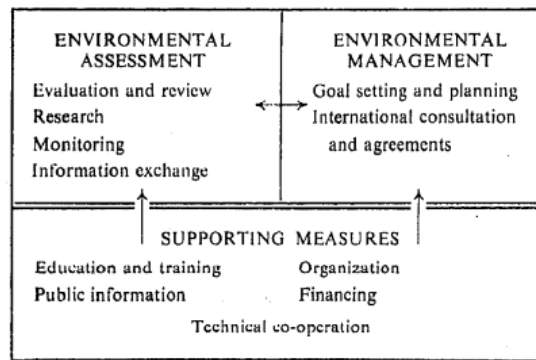 ENVIRONMENTAL
ASSESSMENT
Evaluation and review
Research
Monitoring
Information exchange
ENVIRONMENTAL
MANAGEMENT
Goal setting and planning
International consultation
and agreements
SUPPORTING MEASURES
Education and training
Public information
Organization
Financing
Technical co-operation